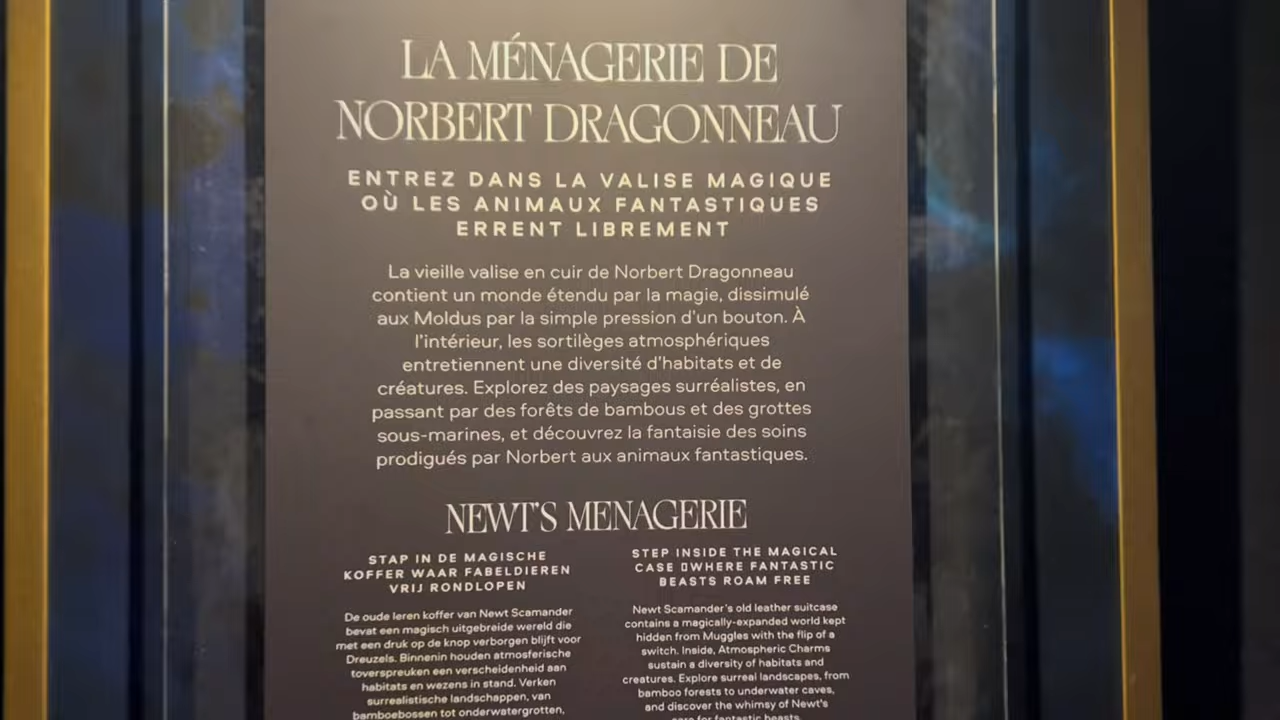 LA MÉNAGERIE DE
NORBERT DRAGONNEAU
ENTREZ DANS LA VALISE MAGIQUE
OÙ LES ANIMAUX FANTASTIQUES
ERRENT LIBREMENT
La vieille valise en cuir de Norbert Dragonneau
contient un monde étendu par la magie, dissimulé
aux Moldus par la simple pression d'un bouton. À
l'intérieur, les sortilèges atmosphériques
entretiennent une diversité d'habitats et de
créatures. Explorez des paysages surréalistes, en
passant par des forêts de bambous et des grottes
sous-marines, et découvrez la fantaisie des soins
prodigués par Norbert aux animaux fantastiques.
NEWT'S MENAGERIE
STAP IN DE MAGISCHE
KOFFER WAAR FABELDIEREN
VRIJ RONDLOPEN
De oude leren koffer van Newt Scamander
bevat een magisch uitgebreide wereld die
met een druk op de knop verborgen blijft voor
Dreuzels. Binnenin houden atmosferische
toverspreuken een verscheidenheid aan
habitats en wezens in stand. Verken
surrealistische landschappen, van
bamboebossen tot onderwatergrotten,
STEP INSIDE THE MAGICAL
CASE ▯WHERE FANTASTIC
BEASTS ROAM FREE
Newt Scamander's old leather suitcase
contains a magically-expanded world kept
hidden from Muggles with the flip of a
switch. Inside, Atmospheric Charms
sustain a diversity of habitats and
creatures. Explore surreal landscapes, from
bamboo forests to underwater caves,
and discover the whimsy of Newt's
care for fantastic beasts.